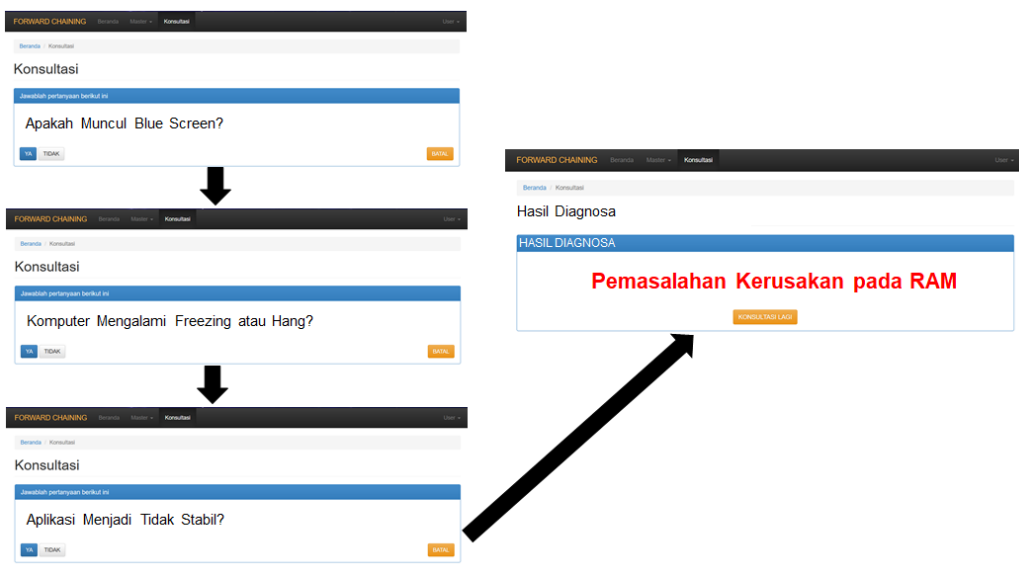 FORWARD CHAINING Beranda Master Konsultasi User
Beranda / Konsultasi
Konsultasi
Jawablah pertanyaan berikut ini
Apakah Muncul Blue Screen?
YA TIDAK BATAL
FORWARD CHAINING Beranda Master Konsultasi User
Beranda / Konsultasi
Konsultasi
Jawablah pertanyaan berikut ini
Komputer Mengalami Freezing atau Hang?
YA TIDAK BATAL
FORWARD CHAINING Beranda Master Konsultasi User
Beranda / Konsultasi
Konsultasi
Jawablah pertanyaan berikut ini
Aplikasi Menjadi Tidak Stabil?
YA TIDAK BATAL
FORWARD CHAINING Beranda Master Konsultasi User
Beranda / Konsultasi
Hasil Diagnosa
HASIL DIAGNOSA
Pemasalahan Kerusakan pada RAM
KONSULTASI LAGI